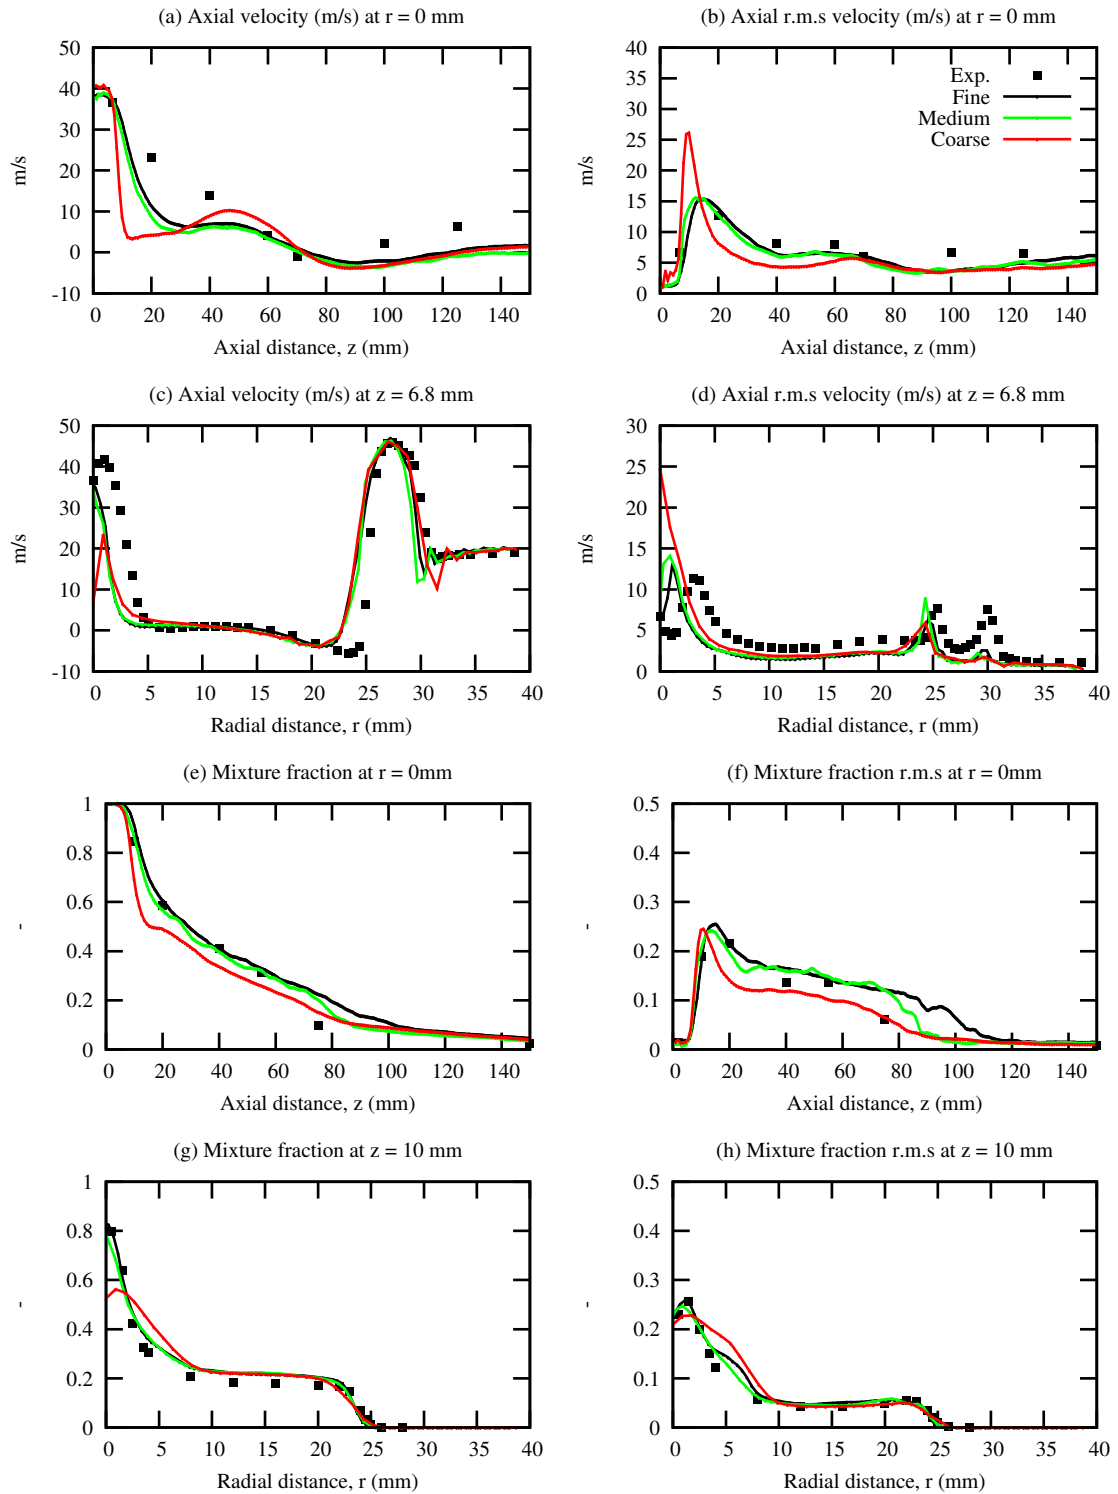 (a) Axial velocity (m/s) at r = 0 mm
50
40
30
20
10
0
-10
m/s
0 20 40 60 80 100 120 140
Axial distance, z (mm)
(b) Axial r.m.s velocity (m/s) at r = 0 mm
40
35
30
25
20
15
10
5
0
m/s
Exp.
Fine
Medium
Coarse
0 20 40 60 80 100 120 140
Axial distance, z (mm)
(c) Axial velocity (m/s) at z = 6.8 mm
50
40
30
20
10
0
-10
m/s
0 5 10 15 20 25 30 35 40
Radial distance, r (mm)
(d) Axial r.m.s velocity (m/s) at z = 6.8 mm
30
25
20
15
10
5
0
m/s
0 5 10 15 20 25 30 35 40
Radial distance, r (mm)
(e) Mixture fraction at r = 0mm
1
0.8
0.6
0.4
0.2
0
-
0 20 40 60 80 100 120 140
Axial distance, z (mm)
(f) Mixture fraction r.m.s at r = 0mm
0.5
0.4
0.3
0.2
0.1
0
-
0 20 40 60 80 100 120 140
Axial distance, z (mm)
(g) Mixture fraction at z = 10 mm
1
0.8
0.6
0.4
0.2
0
-
0 5 10 15 20 25 30 35 40
Radial distance, r (mm)
(h) Mixture fraction r.m.s at z = 10 mm
0.5
0.4
0.3
0.2
0.1
0
-
0 5 10 15 20 25 30 35 40
Radial distance, r (mm)